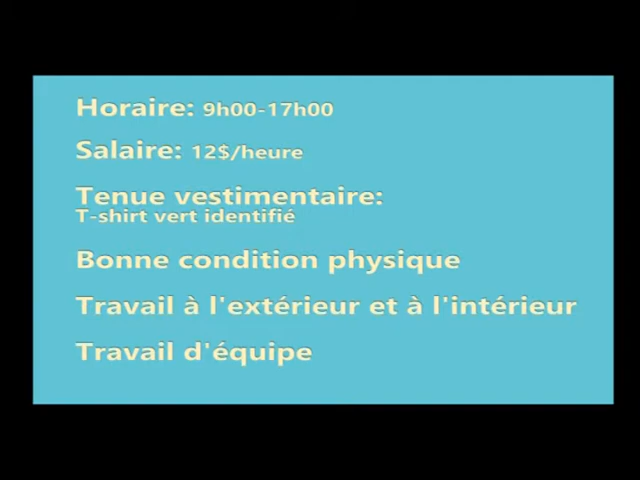 Horaire: 9h00-17h00
Salaire: 12$/heure
Tenue vestimentaire:
T-shirt vert identifié
Bonne condition physique
Travail à l'extérieur et à l'intérieur
Travail d'équipe